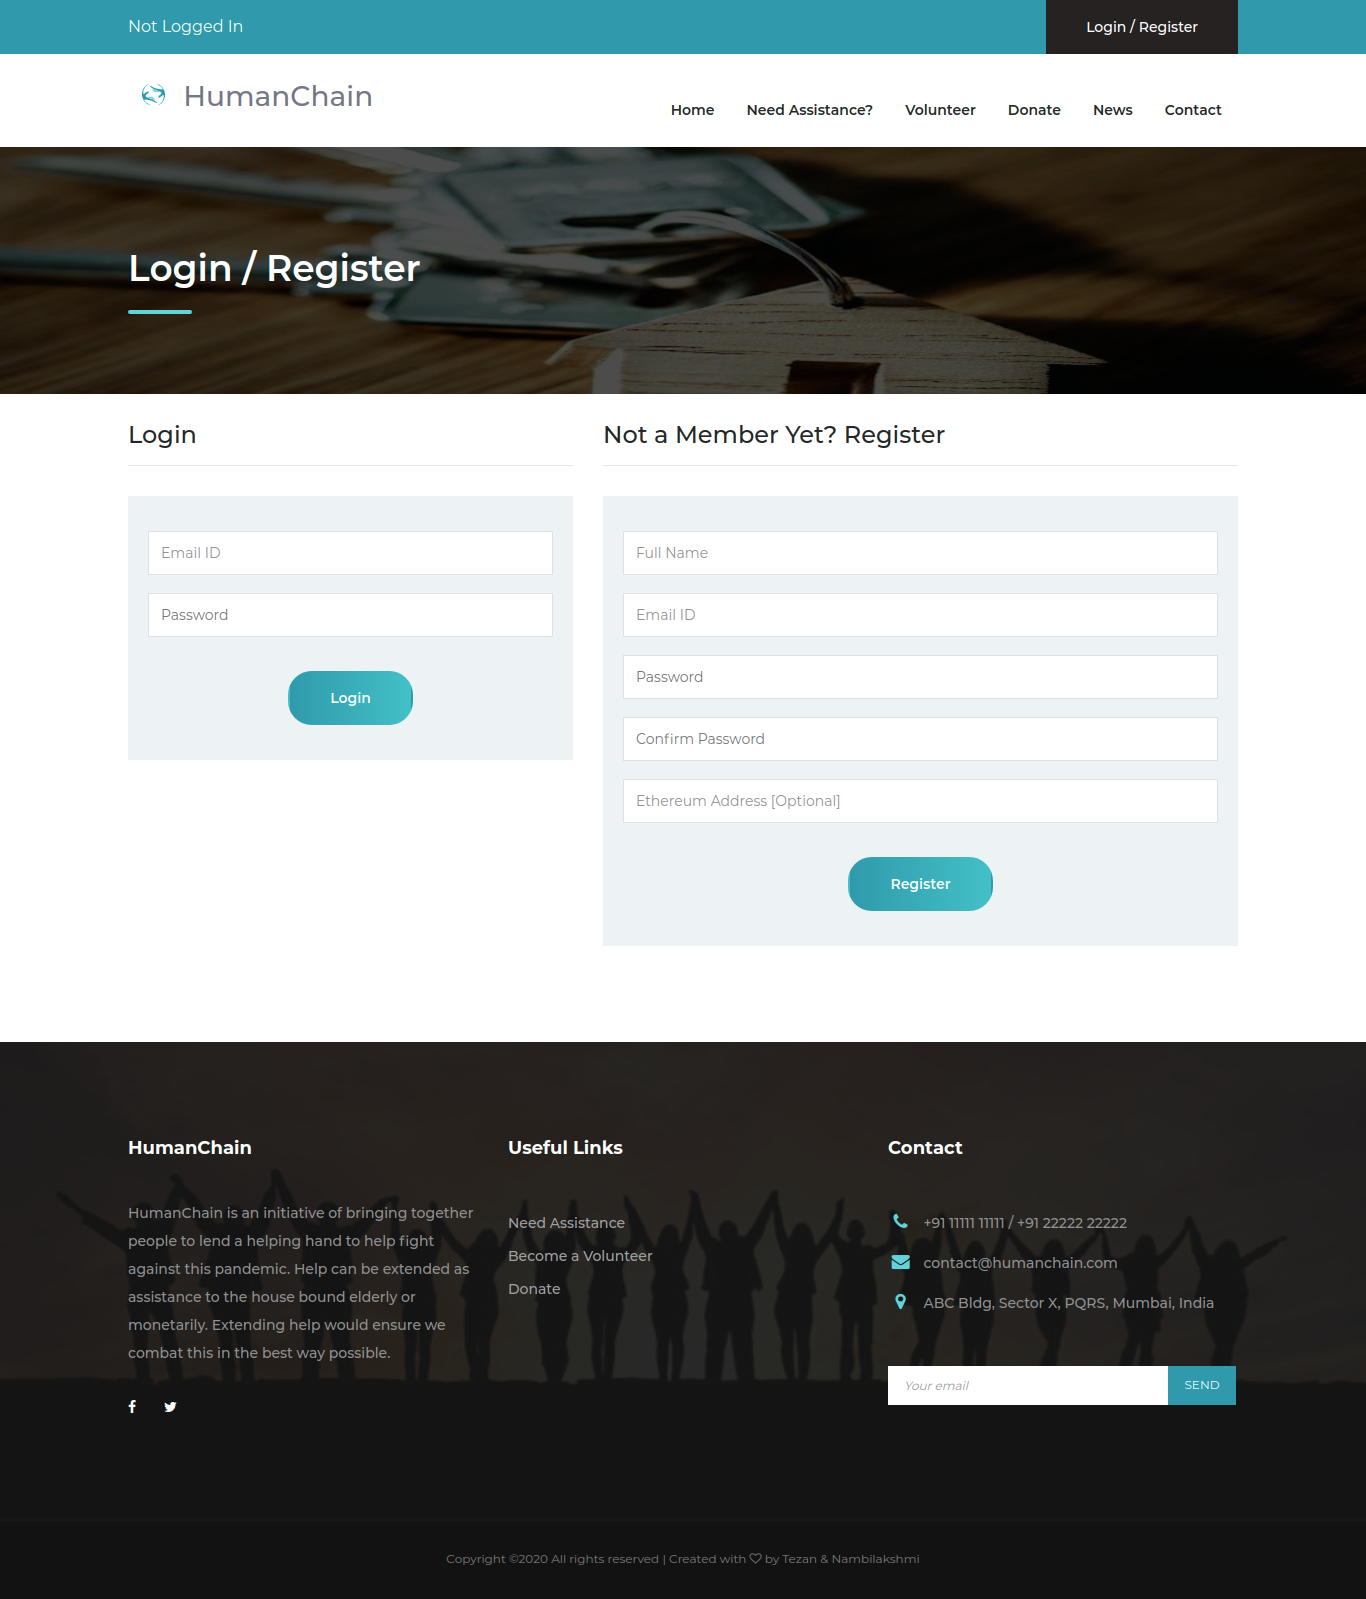 Not Logged In
Login / Register
HumanChain
Home Need Assistance? Volunteer Donate News Contact
Login / Register
Login
Email ID
Password
Login
Not a Member Yet? Register
Full Name
Email ID
Password
Confirm Password
Ethereum Address [Optional]
Register
HumanChain
HumanChain is an initiative of bringing together
people to lend a helping hand to help fight
against this pandemic. Help can be extended as
assistance to the house bound elderly or
monetarily. Extending help would ensure we
combat this in the best way possible.
Useful Links
Need Assistance
Become a Volunteer
Donate
Contact
+91 11111 11111 / +91 22222 22222
contact@humanchain.com
ABC Bldg, Sector X, PQRS, Mumbai, India
Your email
SEND
Copyright ©2020 All rights reserved | Created with ♡ by Tezan & Nambilakshmi